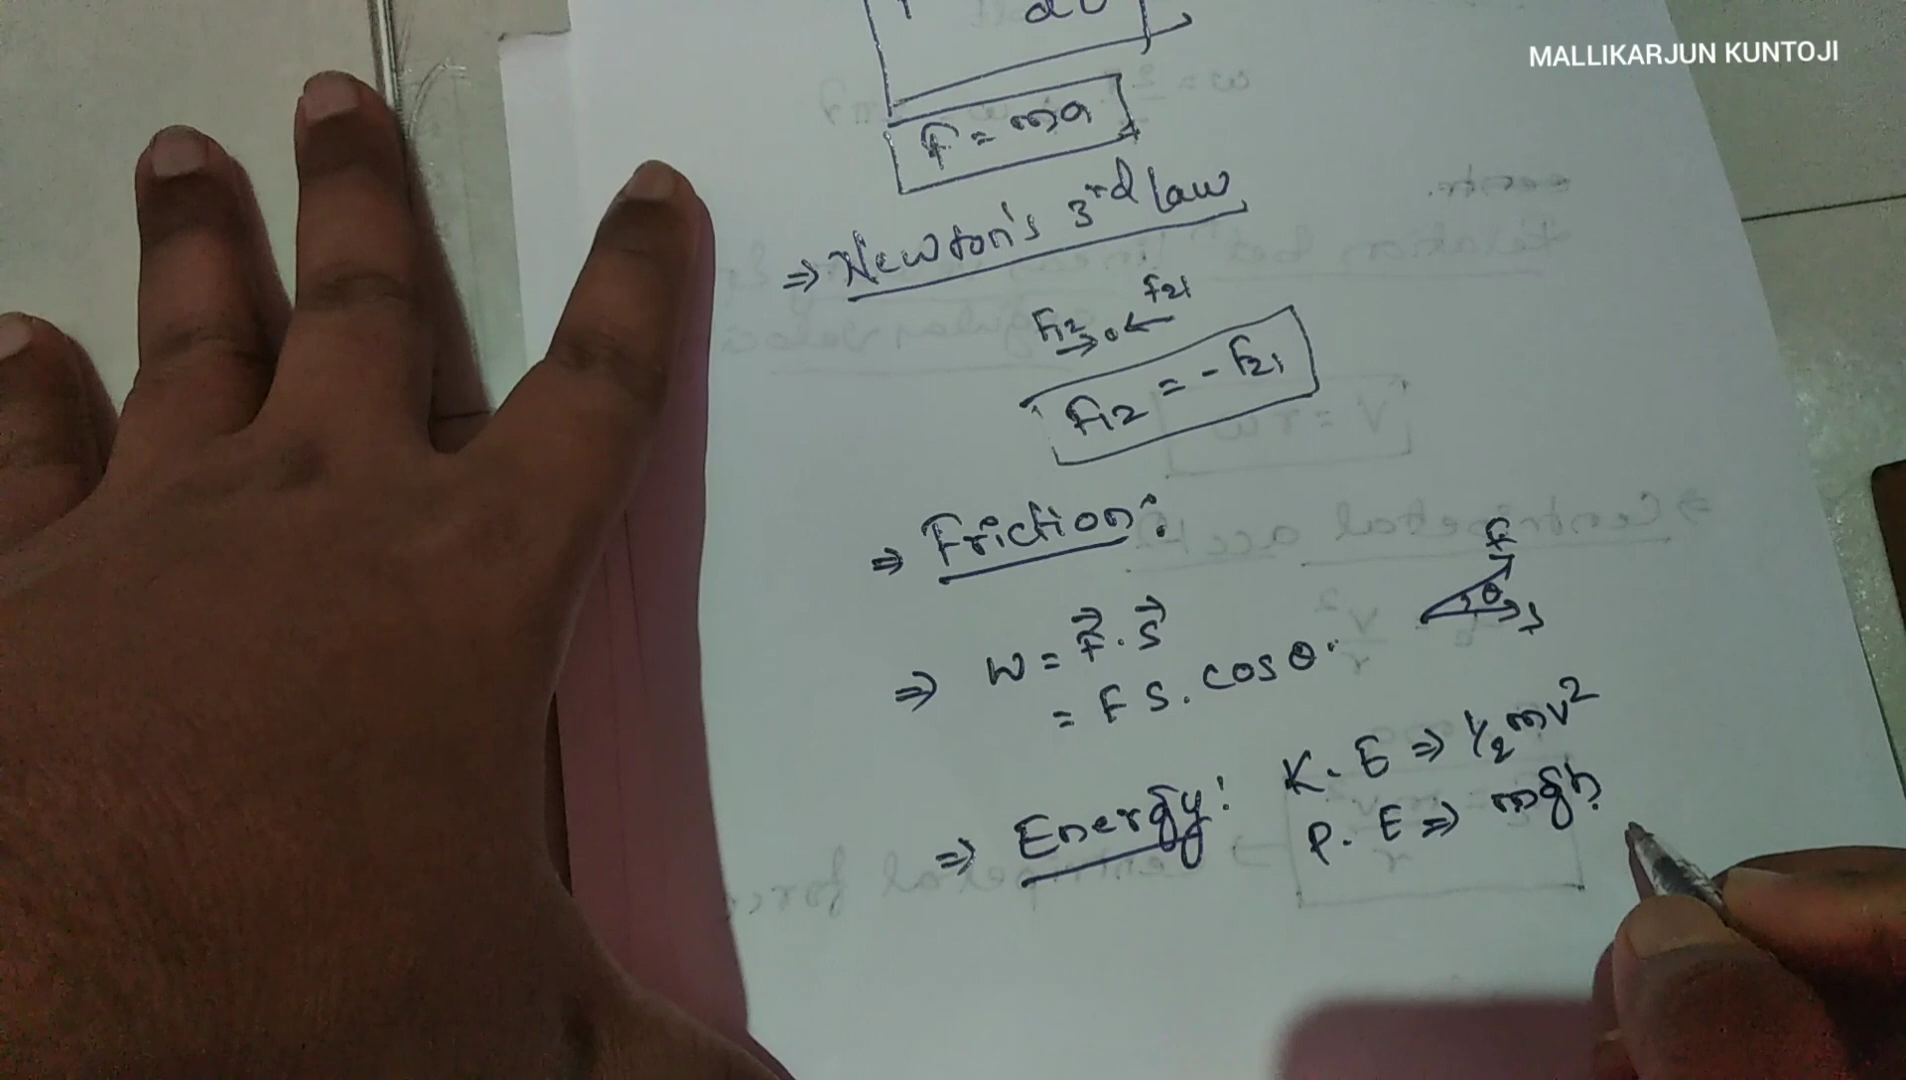 MALLIKARJUN KUNTOJI
F = ma
⇒ Newton's 3rd law
F12 F21
F12 = - F21
⇒ Friction:
F
θ
s
⇒ W = F⃗ . S⃗
= F S . cos θ.
⇒ Energy: K. E ⇒ 1/2 mv²
P. E ⇒ mgh.